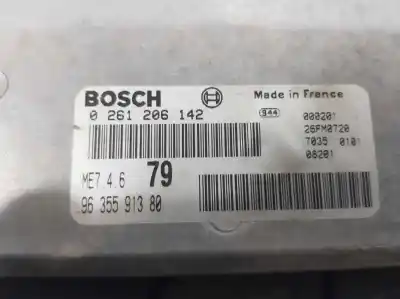 BOSCH
Made in France
0 261 206 142
S44
000201
26FM0720
7035 0101
08201
ME7 4.6
79
96 355 913 80